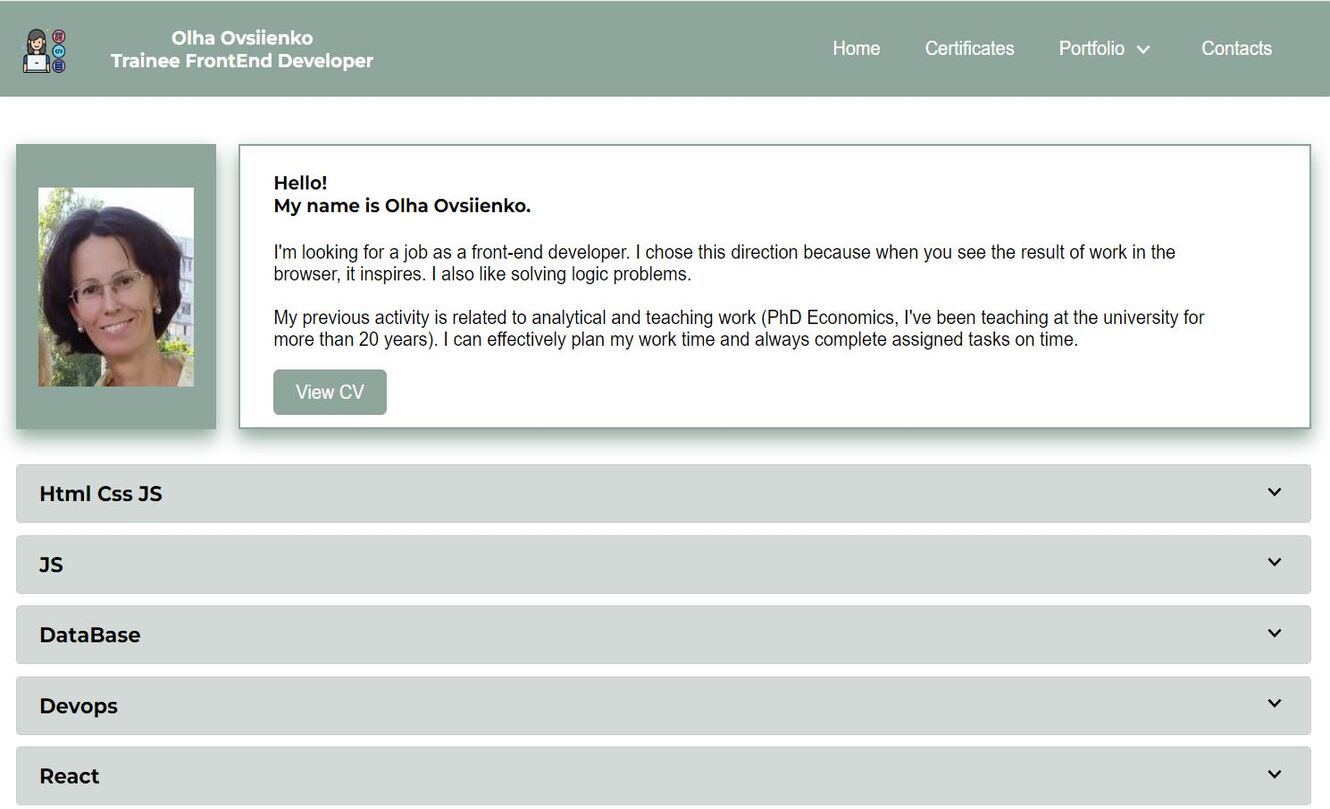 Olha Ovsiienko
Trainee FrontEnd Developer
Home Certificates Portfolio Contacts
Hello!
My name is Olha Ovsiienko.
I'm looking for a job as a front-end developer. I chose this direction because when you see the result of work in the
browser, it inspires. I also like solving logic problems.
My previous activity is related to analytical and teaching work (PhD Economics, I've been teaching at the university for
more than 20 years). I can effectively plan my work time and always complete assigned tasks on time.
View CV
Html Css JS
JS
DataBase
Devops
React